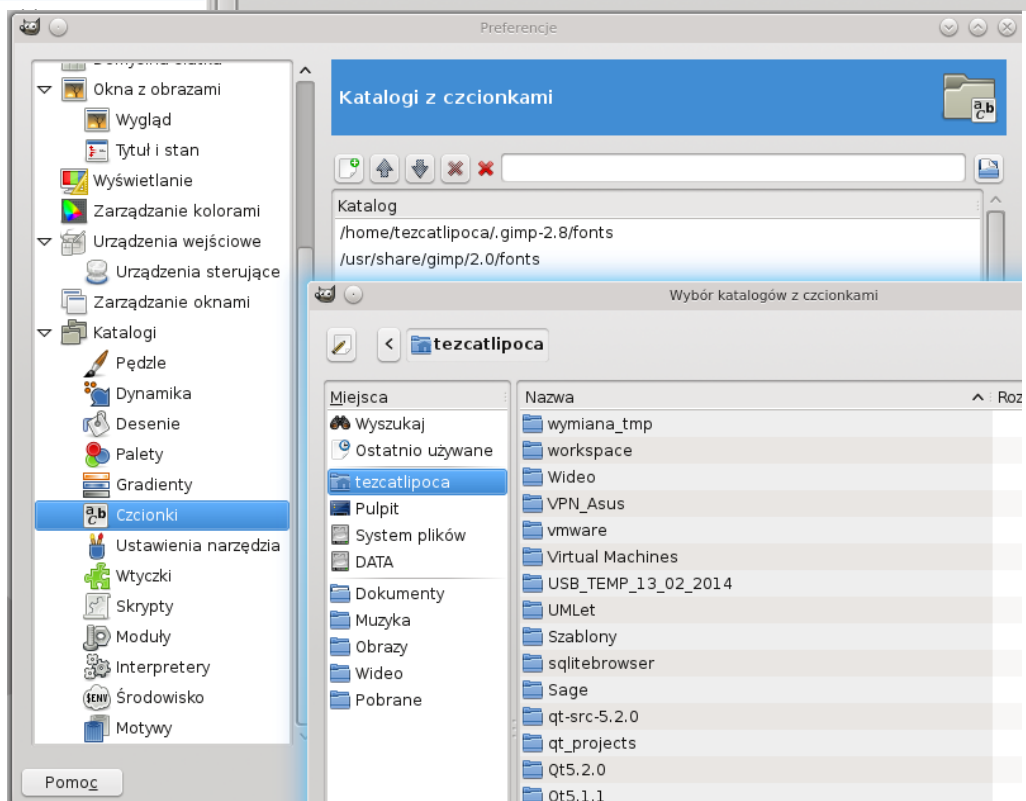 Preferencje
Okna z obrazami
Wygląd
Tytuł i stan
Wyświetlanie
Zarządzanie kolorami
Urządzenia wejściowe
Urządzenia sterujące
Zarządzanie oknami
Katalogi
Pędzle
Dynamika
Desenie
Palety
Gradienty
Czcionki
Ustawienia narzędzia
Wtyczki
Skrypty
Moduły
Interpretery
Środowisko
Motywy
Pomoc
Katalogi z czcionkami
Katalog
/home/tezcatlipoca/.gimp-2.8/fonts
/usr/share/gimp/2.0/fonts
Wybór katalogów z czcionkami
tezcatlipoca
Miejsca
Wyszukaj
Ostatnio używane
tezcatlipoca
Pulpit
System plików
DATA
Dokumenty
Muzyka
Obrazy
Wideo
Pobrane
Nazwa
Roz
wymiana_tmp
workspace
Wideo
VPN_Asus
vmware
Virtual Machines
USB_TEMP_13_02_2014
UMLet
Szablony
sqlitebrowser
Sage
qt-src-5.2.0
qt_projects
Qt5.2.0
Qt5.1.1